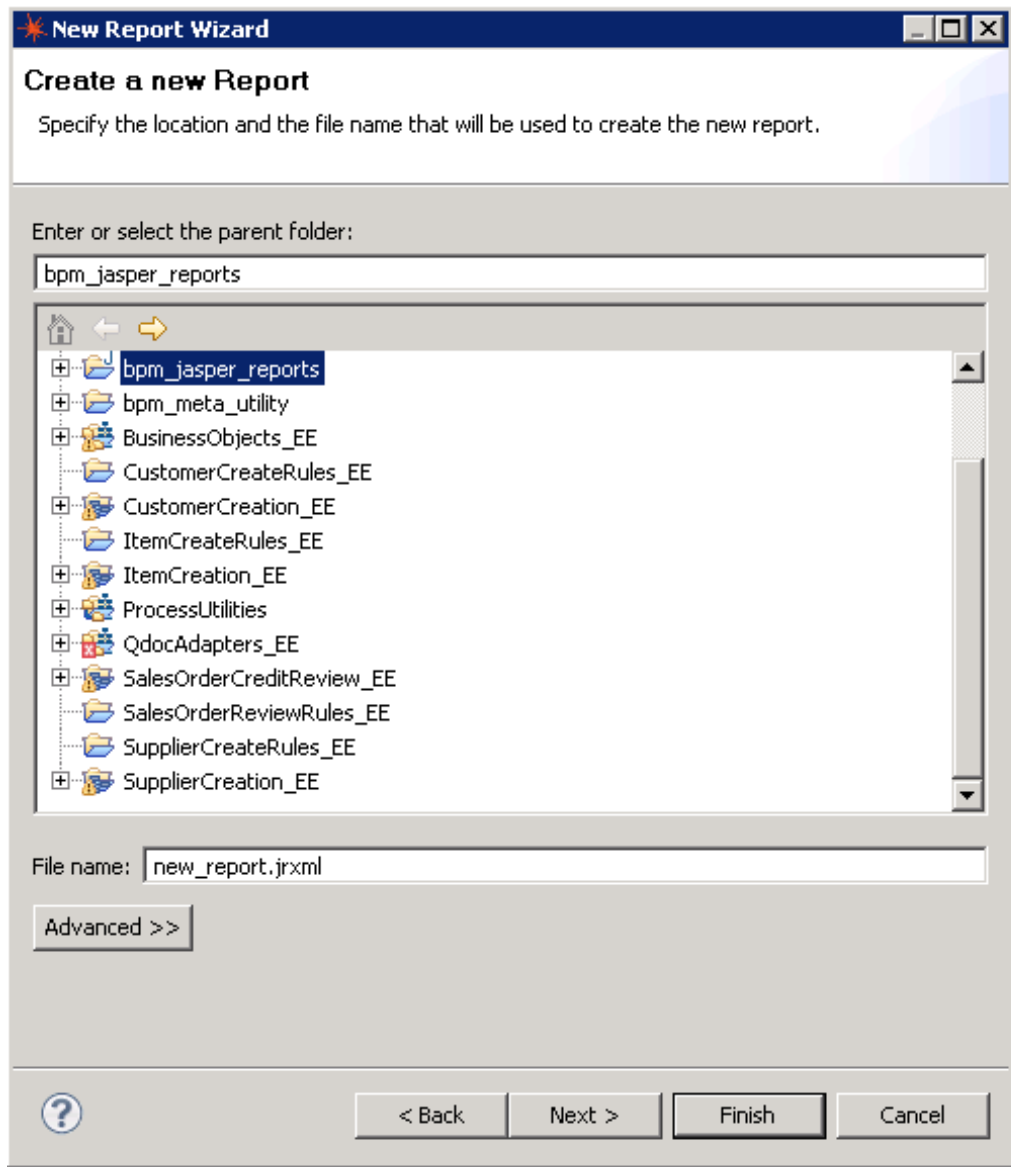 New Report Wizard
Create a new Report
Specify the location and the file name that will be used to create the new report.
Enter or select the parent folder:
bpm_jasper_reports
bpm_jasper_reports
bpm_meta_utility
BusinessObjects_EE
CustomerCreateRules_EE
CustomerCreation_EE
ItemCreateRules_EE
ItemCreation_EE
ProcessUtilities
QdocAdapters_EE
SalesOrderCreditReview_EE
SalesOrderReviewRules_EE
SupplierCreateRules_EE
SupplierCreation_EE
File name: new_report.jrxml
Advanced >>
? < Back Next > Finish Cancel